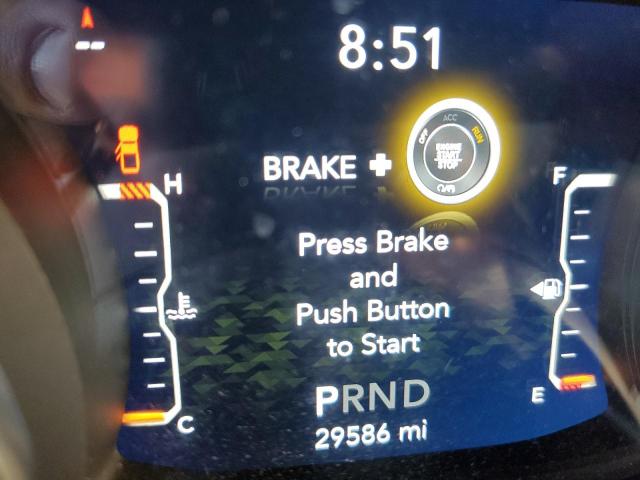 8:51
ACC
OFF
RUN
ENGINE
START
STOP
BRAKE +
H
F
Press Brake
and
Push Button
to Start
E
PRND
C
29586 mi